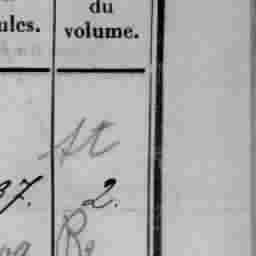 du
ules. volume.
St
37. 2.